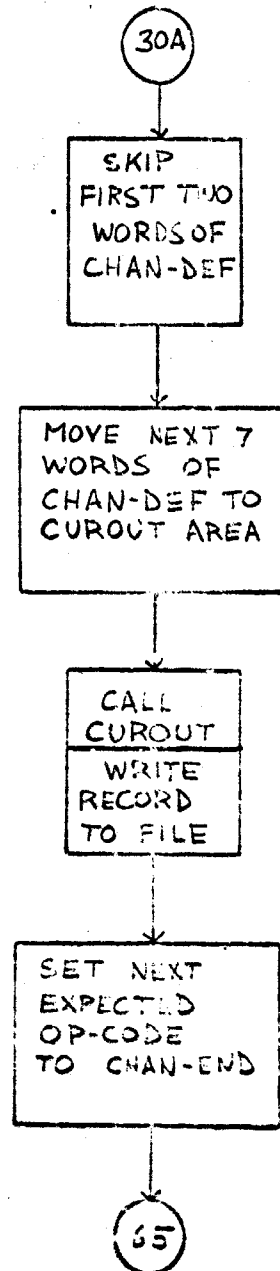 30A
SKIP
FIRST TWO
WORDS OF
CHAN-DEF
MOVE NEXT 7
WORDS OF
CHAN-DEF TO
CUROUT AREA
CALL
CUROUT
WRITE
RECORD
TO FILE
SET NEXT
EXPECTED
OP-CODE
TO CHAN-END
65